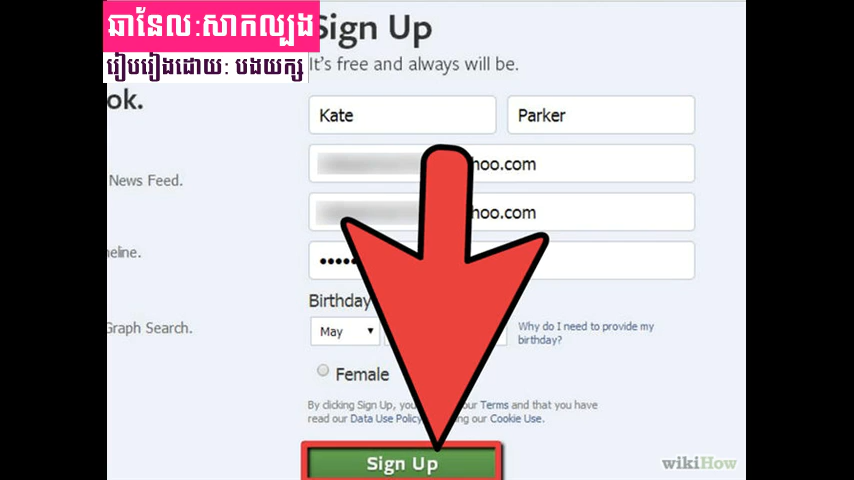 ឆានែល:សាកល្បង
រៀបរៀងដោយ: បងយក្ស
Sign Up
It's free and always will be.
ok.
Kate
Parker
hoo.com
News Feed.
hoo.com
eline.
Birthday
Graph Search.
May
Why do I need to provide my
birthday?
Female
By clicking Sign Up, you our Terms and that you have
read our Data Use Policy ng our Cookie Use.
Sign Up
wikiHow